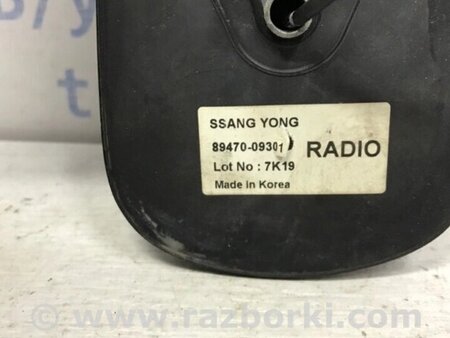 SSANG YONG
89470-09301 RADIO
Lot No : 7K19
Made in Korea
© www.razborki.com